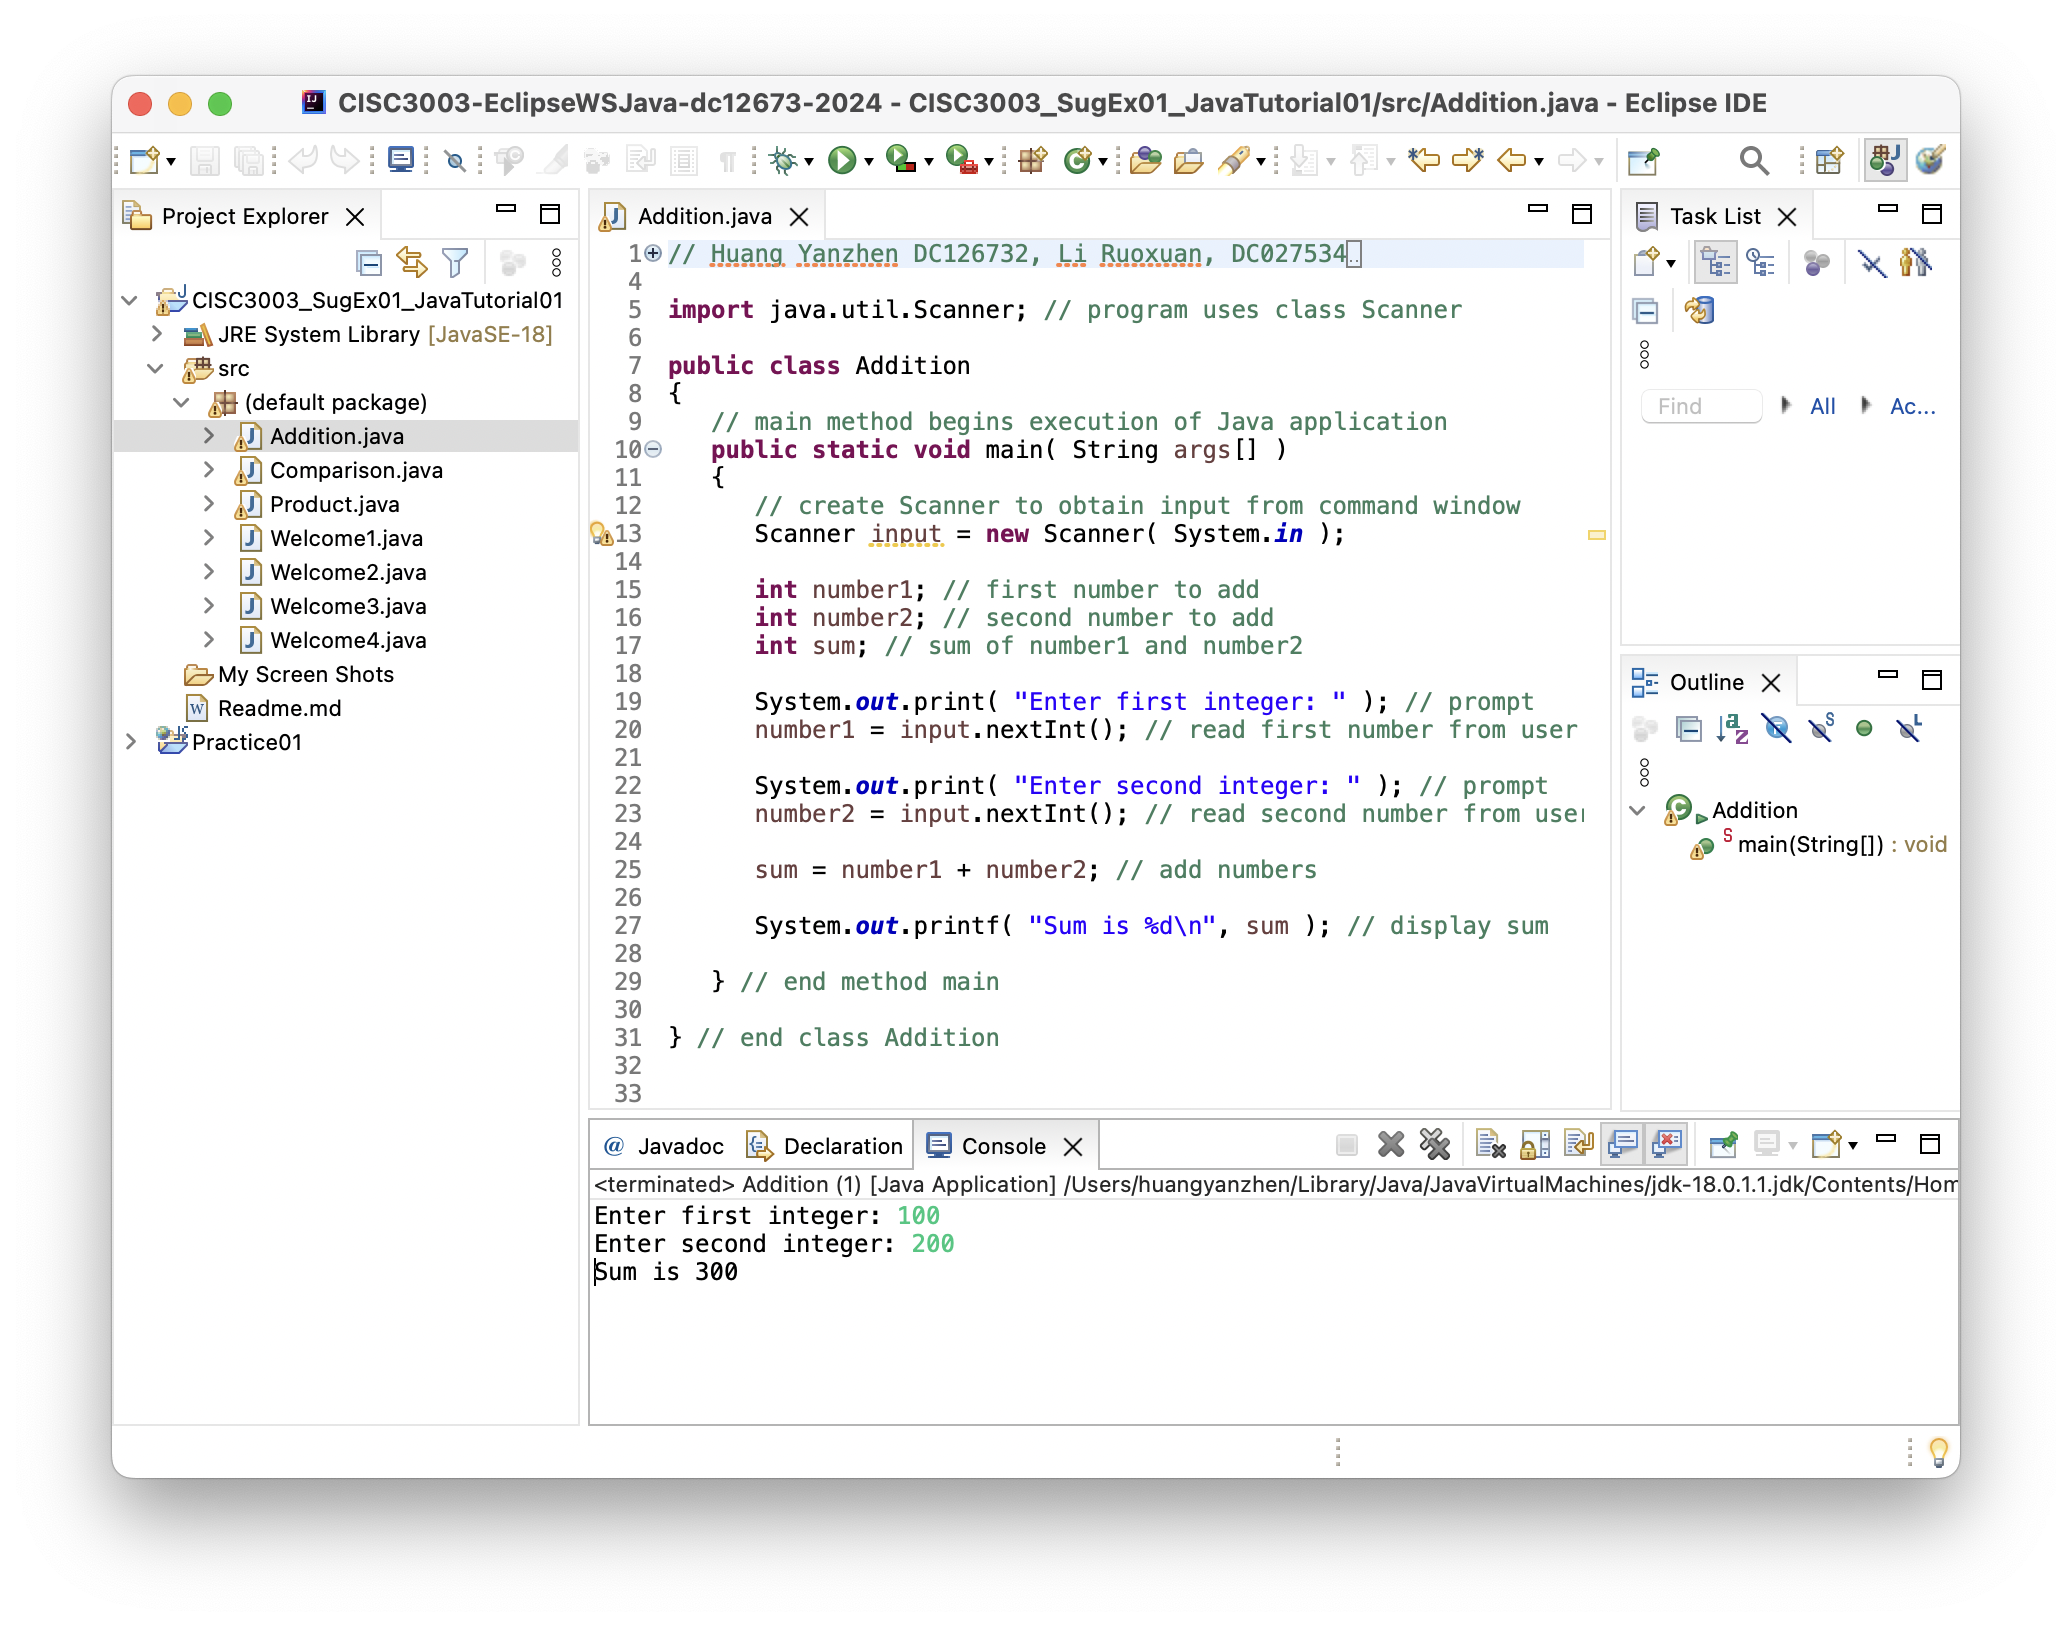 CISC3003-EclipseWSJava-dc12673-2024 - CISC3003_SugEx01_JavaTutorial01/src/Addition.java - Eclipse IDE
Project Explorer
CISC3003_SugEx01_JavaTutorial01
JRE System Library [JavaSE-18]
src
(default package)
Addition.java
Comparison.java
Product.java
Welcome1.java
Welcome2.java
Welcome3.java
Welcome4.java
My Screen Shots
Readme.md
Practice01
Addition.java
1 // Huang Yanzhen DC126732, Li Ruoxuan, DC027534
4
5 import java.util.Scanner; // program uses class Scanner
6
7 public class Addition
8 {
9 // main method begins execution of Java application
10 public static void main( String args[] )
11 {
12 // create Scanner to obtain input from command window
13 Scanner input = new Scanner( System.in );
14
15 int number1; // first number to add
16 int number2; // second number to add
17 int sum; // sum of number1 and number2
18
19 System.out.print( "Enter first integer: " ); // prompt
20 number1 = input.nextInt(); // read first number from user
21
22 System.out.print( "Enter second integer: " ); // prompt
23 number2 = input.nextInt(); // read second number from user
24
25 sum = number1 + number2; // add numbers
26
27 System.out.printf( "Sum is %d\n", sum ); // display sum
28
29 } // end method main
30
31 } // end class Addition
32
33
Task List
Find All Ac...
Outline
Addition
main(String[]) : void
@ Javadoc Declaration Console
<terminated> Addition (1) [Java Application] /Users/huangyanzhen/Library/Java/JavaVirtualMachines/jdk-18.0.1.1.jdk/Contents/Hom
Enter first integer: 100
Enter second integer: 200
Sum is 300